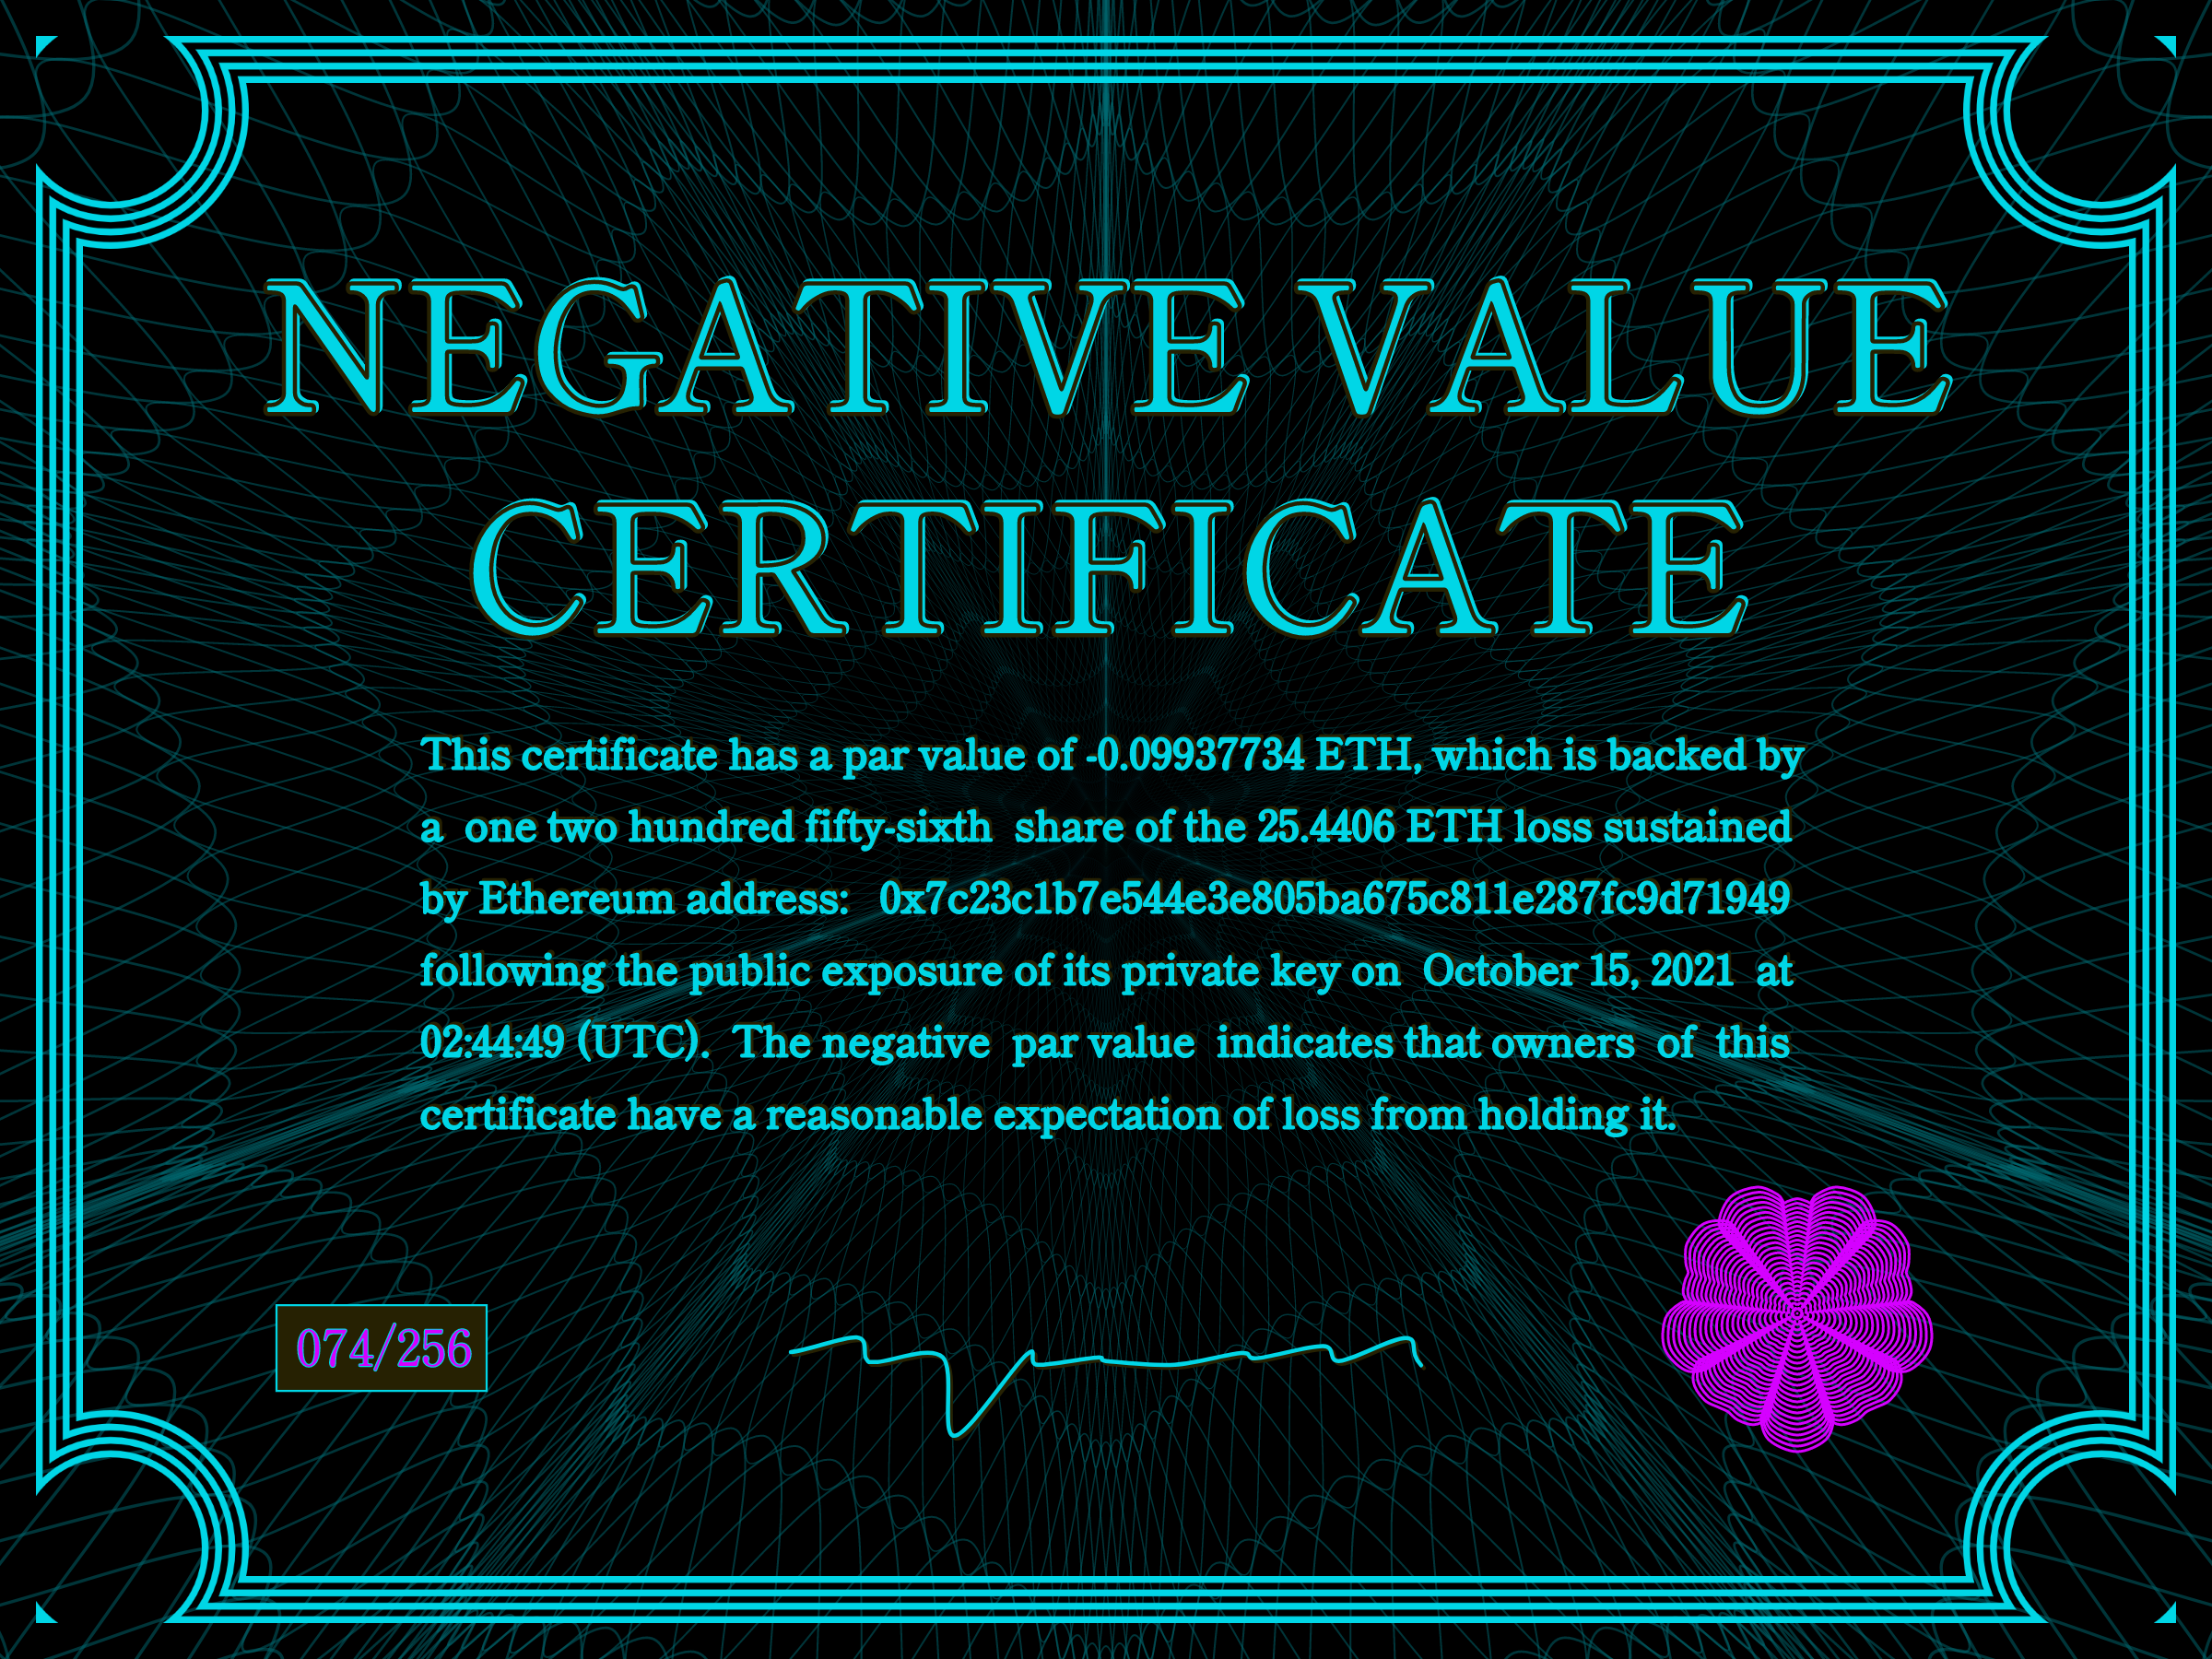 NEGATIVE VALUE
CERTIFICATE
This certificate has a par value of -0.09937734 ETH, which is backed by
a one two hundred fifty-sixth share of the 25.4406 ETH loss sustained
by Ethereum address: 0x7c23c1b7e544e3e805ba675c811e287fc9d71949
following the public exposure of its private key on October 15, 2021 at
02:44:49 (UTC). The negative par value indicates that owners of this
certificate have a reasonable expectation of loss from holding it.
074/256